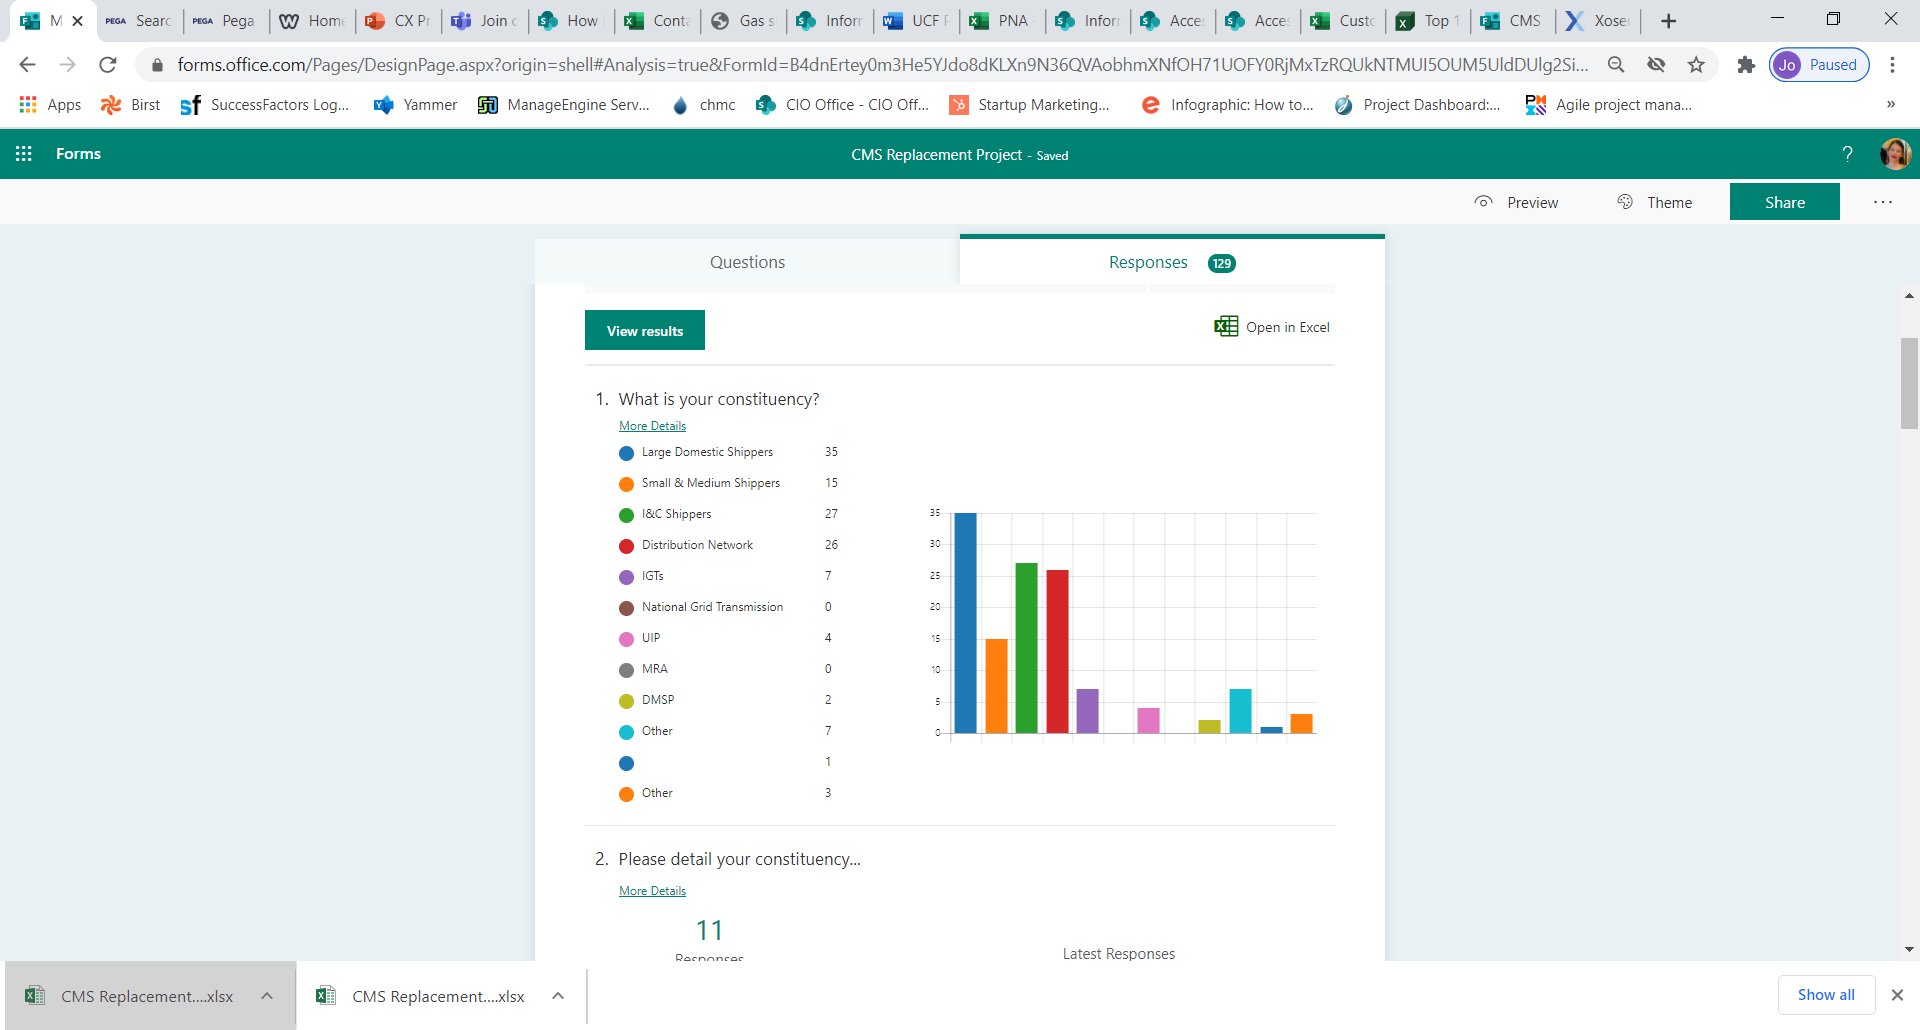 M Searc Pega Home CX Pr Join c How Conta Gas s Inform UCF PNA Inform Acces Acces Custo Top 1 CMS Xoser
forms.office.com/Pages/DesignPage.aspx?origin=shell#Analysis=true&FormId=B4dnErtey0m3He5YJdo8dKLXn9N36QVAobhmXNfOH71UOFY0RjMxTzRQUkNTMUI5OUM5UldDUlg2Si... Jo Paused
Apps Birst SuccessFactors Log... Yammer ManageEngine Serv... chmc CIO Office - CIO Off... Startup Marketing... Infographic: How to... Project Dashboard:... Agile project mana... »
Forms CMS Replacement Project - Saved ?
Preview Theme Share ...
Questions Responses 129
View results Open in Excel
1. What is your constituency?
More Details
Large Domestic Shippers 35
Small & Medium Shippers 15
I&C Shippers 27
Distribution Network 26
IGTs 7
National Grid Transmission 0
UIP 4
MRA 0
DMSP 2
Other 7
1
Other 3
35
30
25
20
15
10
5
0
2. Please detail your constituency...
More Details
11
Responses
Latest Responses
CMS Replacement....xlsx CMS Replacement....xlsx Show all